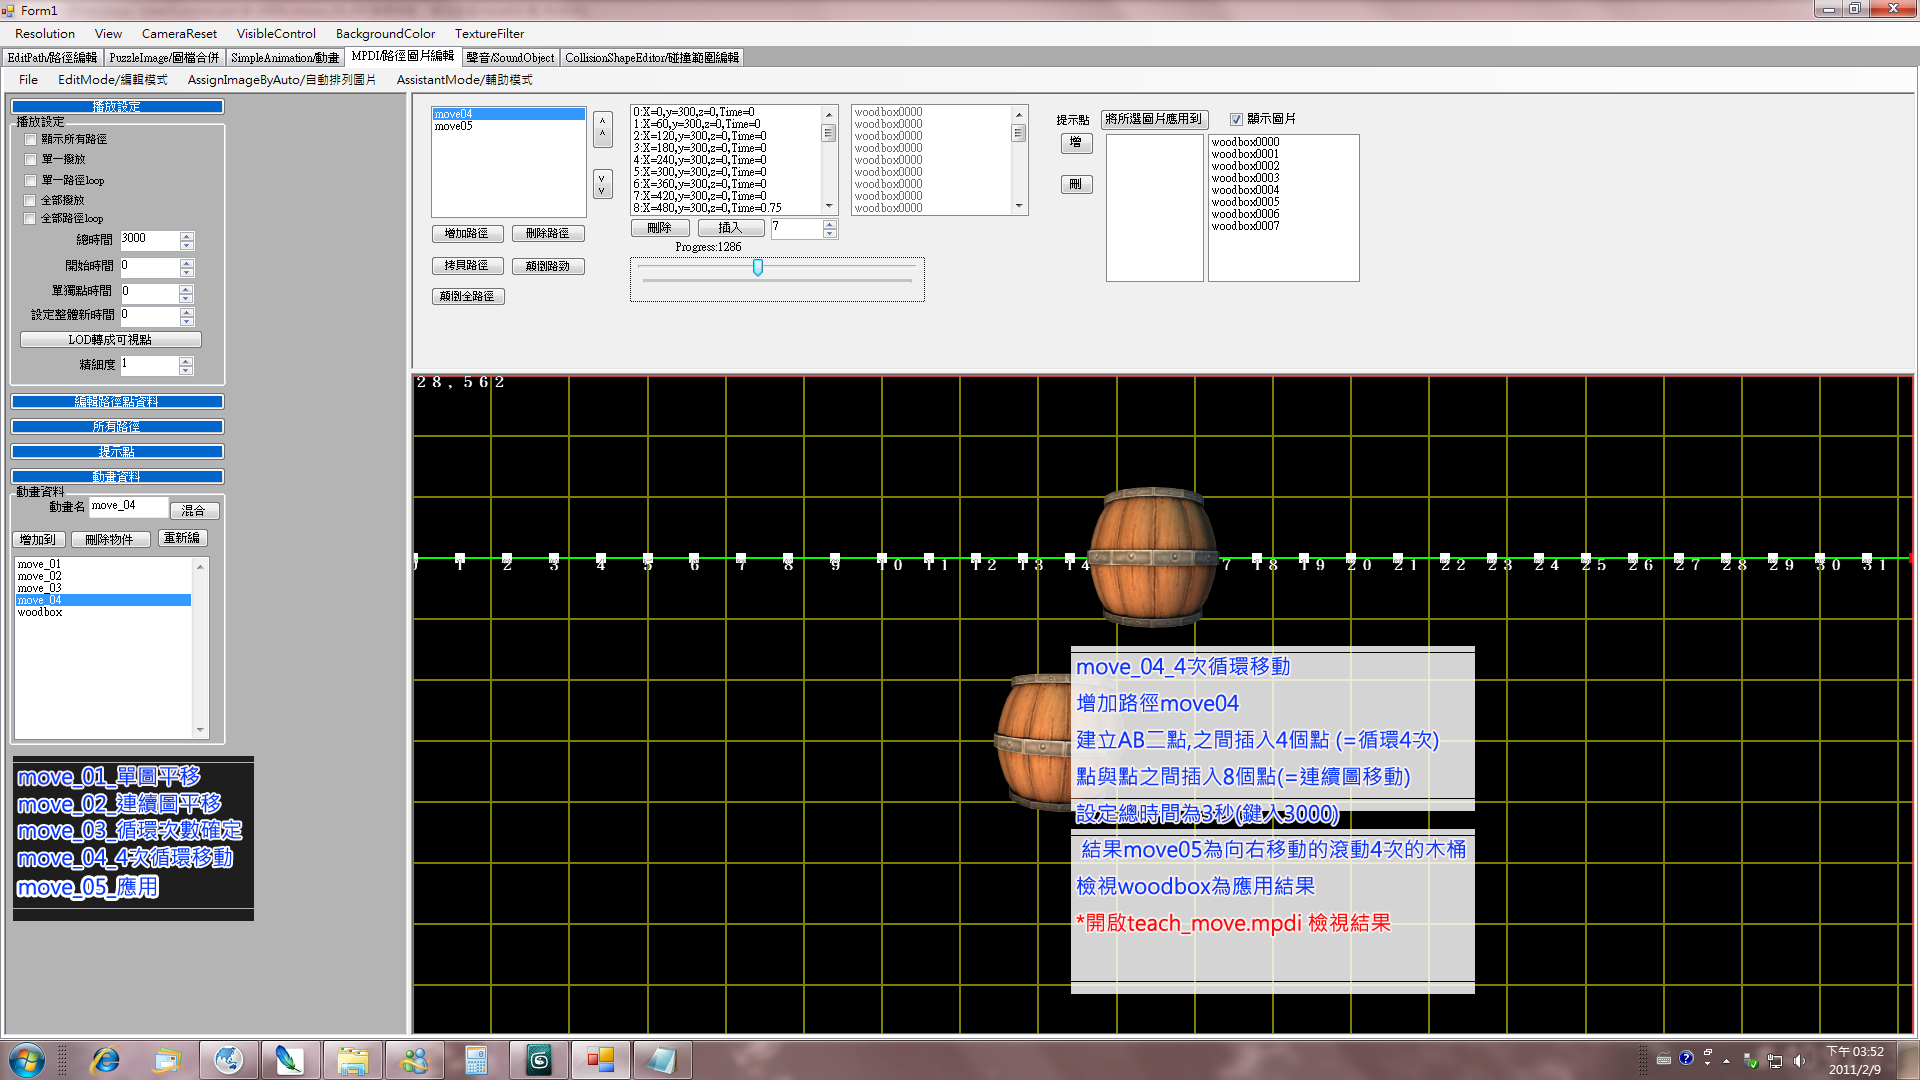 Form1
Resolution View CameraReset VisibleControl BackgroundColor TextureFilter
EditPath/路徑編輯 PuzzleImage/圖檔合併 SimpleAnimation/動畫 MPDI/路徑圖片編輯 聲音/SoundObject CollisionShapeEditor/碰撞範圍編輯
File EditMode/編輯模式 AssignImageByAuto/自動排列圖片 AssistantMode/輔助模式
播放設定
播放設定
顯示所有路徑
單一撥放
單一路徑loop
全部撥放
全部路徑loop
總時間 3000
開始時間 0
單獨點時間 0
設定整體新時間 0
LOD轉成可視點
精細度 1
編輯路徑點資料
所有路徑
提示點
動畫資料
動畫資料
動畫名 move_04 混合
增加到 刪除物件 重新編
move_01
move_02
move_03
move_04
woodbox
move_01_單圖平移
move_02_連續圖平移
move_03_循環次數確定
move_04_4次循環移動
move_05_應用
move04
move05
增加路徑 刪除路徑
拷貝路徑 顛倒路勁
顛倒全路徑
0:X=0,y=300,z=0,Time=0
1:X=60,y=300,z=0,Time=0
2:X=120,y=300,z=0,Time=0
3:X=180,y=300,z=0,Time=0
4:X=240,y=300,z=0,Time=0
5:X=300,y=300,z=0,Time=0
6:X=360,y=300,z=0,Time=0
7:X=420,y=300,z=0,Time=0
8:X=480,y=300,z=0,Time=0.75
刪除 插入 7
Progress:1286
woodbox0000
woodbox0000
woodbox0000
woodbox0000
woodbox0000
woodbox0000
woodbox0000
woodbox0000
woodbox0000
提示點 將所選圖片應用到 顯示圖片
增
刪
woodbox0000
woodbox0001
woodbox0002
woodbox0003
woodbox0004
woodbox0005
woodbox0006
woodbox0007
28,562
1 2 3 4 5 6 7 8 9 10 11 12 13 14 7 18 19 20 21 22 23 24 25 26 27 28 29 30 31
move_04_4次循環移動
增加路徑move04
建立AB二點,之間插入4個點 (=循環4次)
點與點之間插入8個點(=連續圖移動)
設定總時間為3秒(鍵入3000)
結果move05為向右移動的滾動4次的木桶
檢視woodbox為應用結果
*開啟teach_move.mpdi 檢視結果
下午 03:52
2011/2/9